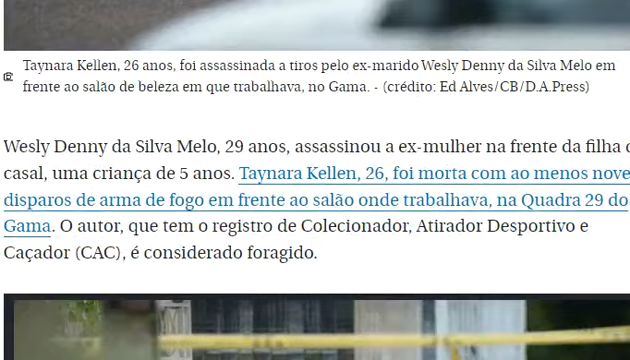 Taynara Kellen, 26 anos, foi assassinada a tiros pelo ex-marido Wesly Denny da Silva Melo em
frente ao salão de beleza em que trabalhava, no Gama. - (crédito: Ed Alves/CB/D.A.Press)
Wesly Denny da Silva Melo, 29 anos, assassinou a ex-mulher na frente da filha
casal, uma criança de 5 anos. Taynara Kellen, 26, foi morta com ao menos nove
disparos de arma de fogo em frente ao salão onde trabalhava, na Quadra 29 do
Gama. O autor, que tem o registro de Colecionador, Atirador Desportivo e
Caçador (CAC), é considerado foragido.